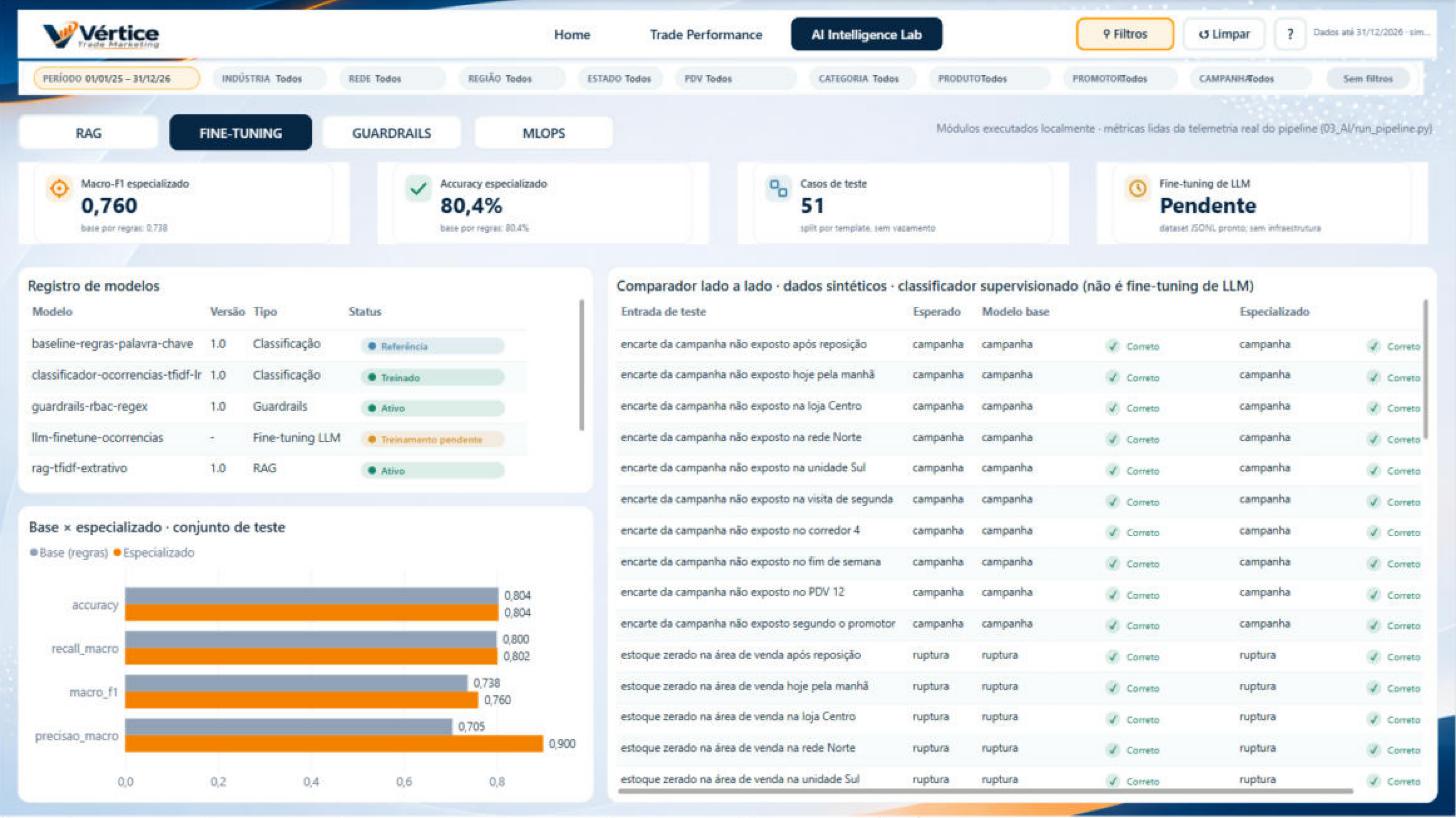 Vértice
Trade Marketing
Home
Trade Performance
AI Intelligence Lab
Filtros
Limpar
?
Dados até 31/12/2026 · sim...
PERÍODO 01/01/25 – 31/12/26
INDÚSTRIA Todos
REDE Todos
REGIÃO Todos
ESTADO Todos
PDV Todos
CATEGORIA Todos
PRODUTOTodos
PROMOTORTodos
CAMPANHATodos
Sem filtros
RAG
FINE-TUNING
GUARDRAILS
MLOPS
Módulos executados localmente · métricas lidas da telemetria real do pipeline (03_AI/run_pipeline.py)
Macro-F1 especializado
0,760
base por regras: 0,738
Accuracy especializado
80,4%
base por regras: 80,4%
Casos de teste
51
split por template, sem vazamento
Fine-tuning de LLM
Pendente
dataset JSONL pronto; sem infraestrutura
Registro de modelos
Modelo Versão Tipo Status
baseline-regras-palavra-chave 1.0 Classificação Referência
classificador-ocorrencias-tfidf-lr 1.0 Classificação Treinado
guardrails-rbac-regex 1.0 Guardrails Ativo
llm-finetune-ocorrencias - Fine-tuning LLM Treinamento pendente
rag-tfidf-extrativo 1.0 RAG Ativo
Base × especializado · conjunto de teste
Base (regras) Especializado
accuracy 0,804
0,804
recall_macro 0,800
0,802
macro_f1 0,738
0,760
precisao_macro 0,705
0,900
0,0 0,2 0,4 0,6 0,8
Comparador lado a lado · dados sintéticos · classificador supervisionado (não é fine-tuning de LLM)
Entrada de teste Esperado Modelo base Especializado
encarte da campanha não exposto após reposição campanha campanha Correto campanha Correto
encarte da campanha não exposto hoje pela manhã campanha campanha Correto campanha Correto
encarte da campanha não exposto na loja Centro campanha campanha Correto campanha Correto
encarte da campanha não exposto na rede Norte campanha campanha Correto campanha Correto
encarte da campanha não exposto na unidade Sul campanha campanha Correto campanha Correto
encarte da campanha não exposto na visita de segunda campanha campanha Correto campanha Correto
encarte da campanha não exposto no corredor 4 campanha campanha Correto campanha Correto
encarte da campanha não exposto no fim de semana campanha campanha Correto campanha Correto
encarte da campanha não exposto no PDV 12 campanha campanha Correto campanha Correto
encarte da campanha não exposto segundo o promotor campanha campanha Correto campanha Correto
estoque zerado na área de venda após reposição ruptura ruptura Correto ruptura Correto
estoque zerado na área de venda hoje pela manhã ruptura ruptura Correto ruptura Correto
estoque zerado na área de venda na loja Centro ruptura ruptura Correto ruptura Correto
estoque zerado na área de venda na rede Norte ruptura ruptura Correto ruptura Correto
estoque zerado na área de venda na unidade Sul ruptura ruptura Correto ruptura Correto